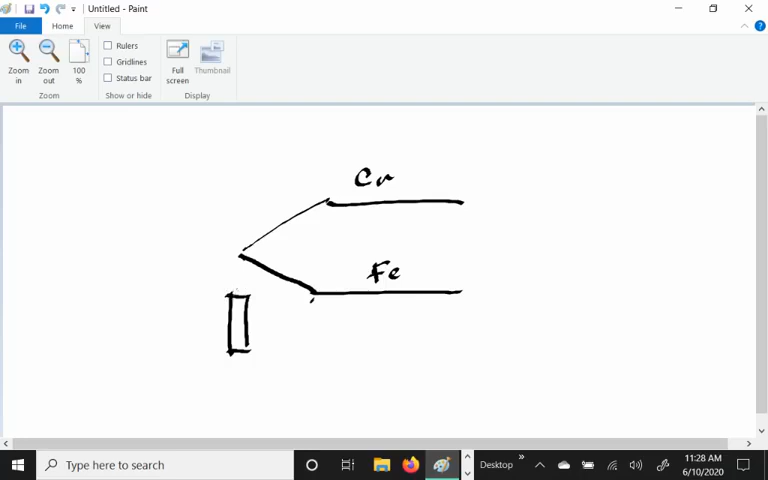 Untitled - Paint
File Home View
Zoom in
Zoom out
100 %
Rulers
Gridlines
Status bar
Full screen
Thumbnail
Zoom
Show or hide
Display
Cr
Fe
Type here to search
Desktop
11:28 AM
6/10/2020